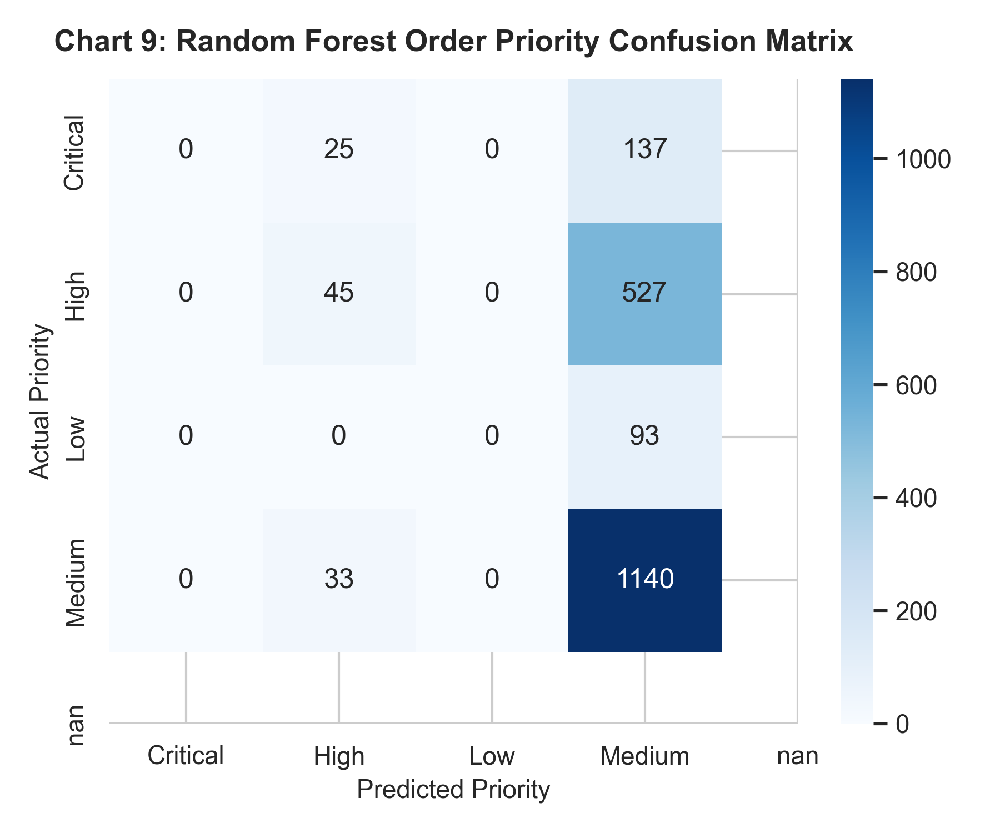 Chart 9: Random Forest Order Priority Confusion Matrix
Actual Priority
Critical
0 25 0 137
High
0 45 0 527
Low
0 0 0 93
Medium
0 33 0 1140
nan
Critical High Low Medium nan
Predicted Priority
1000
800
600
400
200
0